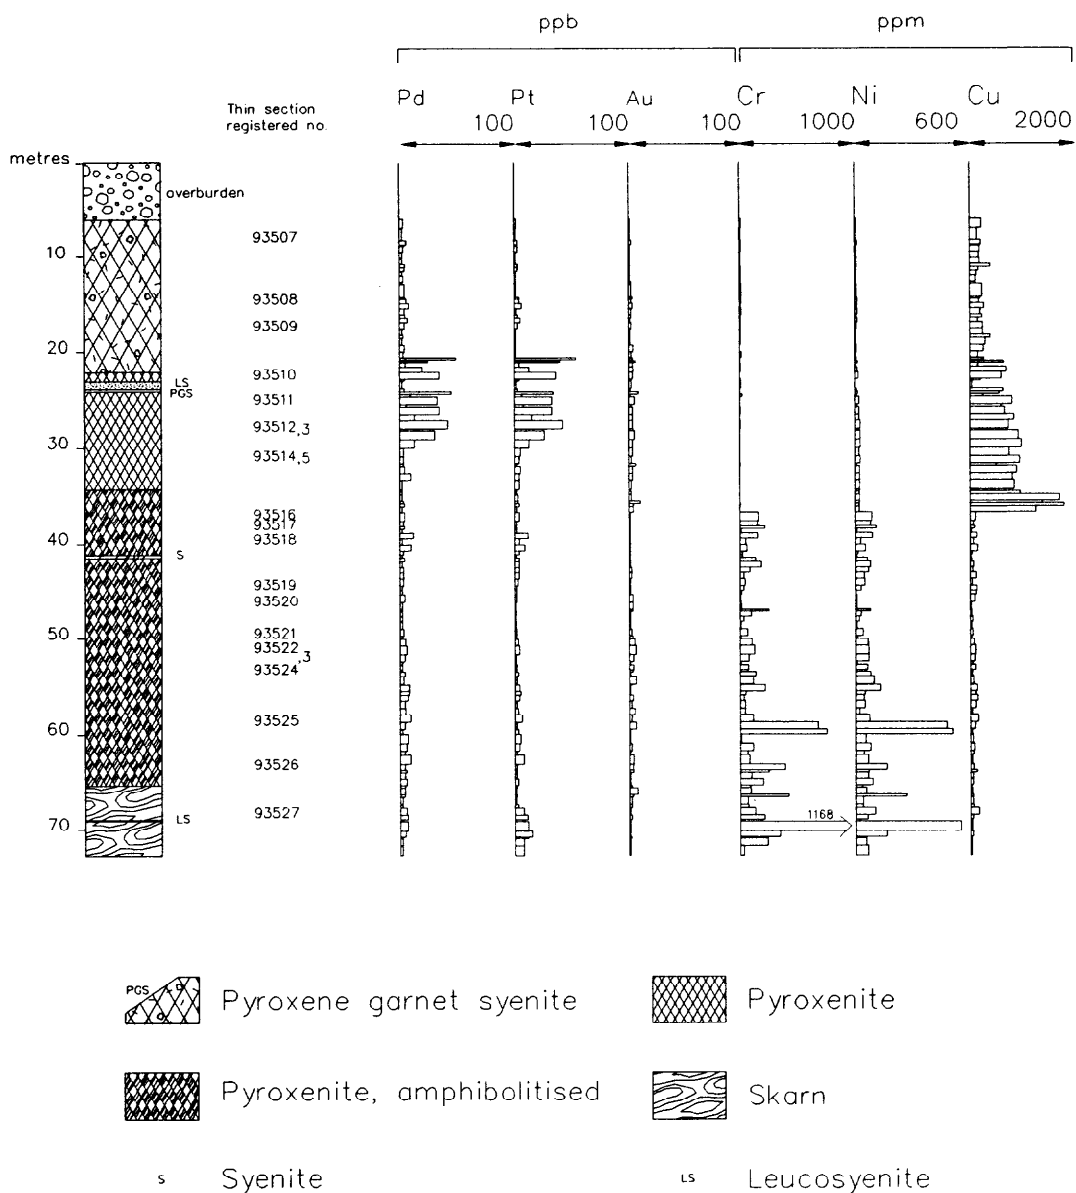 ppb ppm
Pd Pt Au Cr Ni Cu
Thin section
registered no.
100 100 100 1000 600 2000
metres
overburden
93507
10
93508
93509
20
93510
LS
PGS
93511
93512,3
30
93514,5
93516
93517
93518
40
S
93519
93520
50
93521
93522
,3
93524
93525
60
93526
93527
1168
LS
70
PGS Pyroxene garnet syenite
Pyroxenite
Pyroxenite, amphibolitised
Skarn
S Syenite
LS Leucosyenite